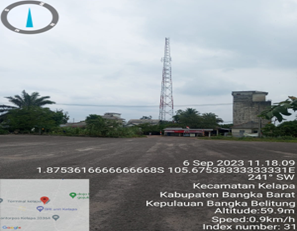 6 Sep 2023 11.18.09
1.8753616666666668S 105.67538333333331E
241° SW
Kecamatan Kelapa
Kabupaten Bangka Barat
Kepulauan Bangka Belitung
Altitude:59.9m
Speed:0.9km/h
Index number: 31
Google